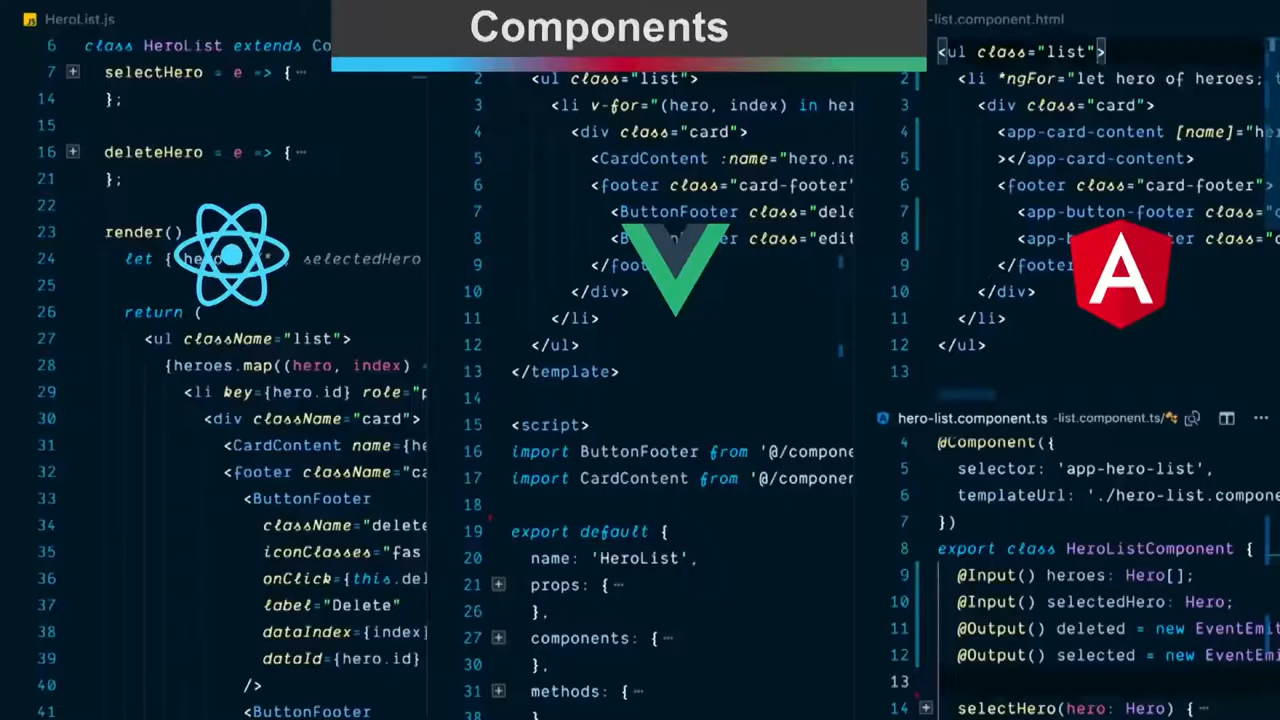 Components
HeroList.js
6 class HeroList extends Co
7 selectHero = e => {
14 };
15
16 deleteHero = e => {
21 };
22
23 render()
24 let { hero selectedHero
25
26 return (
27 <ul className="list">
28 {heroes.map((hero, index) =
29 <li key={hero.id} role="p
30 <div className="card">
31 <CardContent name={he
32 <footer className="ca
33 <ButtonFooter
34 className="delete
35 iconClasses="fas
36 onClick={this.del
37 label="Delete"
38 dataIndex={index}
39 dataId={hero.id}
40 />
41 <ButtonFooter
2 <ul class="list">
3 <li v-for="(hero, index) in her
4 <div class="card">
5 <CardContent :name="hero.na
6 <footer class="card-footer"
7 <ButtonFooter class="dele
8 <B nFooter class="edit
9 </foo
10 </div>
11 </li>
12 </ul>
13 </template>
14
15 <script>
16 import ButtonFooter from '@/compone
17 import CardContent from '@/componen
18
19 export default {
20 name: 'HeroList',
21 props: {
26 },
27 components: {
30 },
31 methods: {
38 }
-list.component.html
<ul class="list">
2 <li *ngFor="let hero of heroes; t
3 <div class="card">
4 <app-card-content [name]="he
5 ></app-card-content>
6 <footer class="card-footer">
7 <app-button-footer class="d
8 <app-b -footer class="e
9 </footer
10 </div>
11 </li>
12 </ul>
13
hero-list.component.ts -list.component.ts/
4 @Component({
5 selector: 'app-hero-list',
6 templateUrl: './hero-list.compone
7 })
8 export class HeroListComponent {
9 @Input() heroes: Hero[];
10 @Input() selectedHero: Hero;
11 @Output() deleted = new EventEmit
12 @Output() selected = new EventEmi
13
14 selectHero(hero: Hero) {